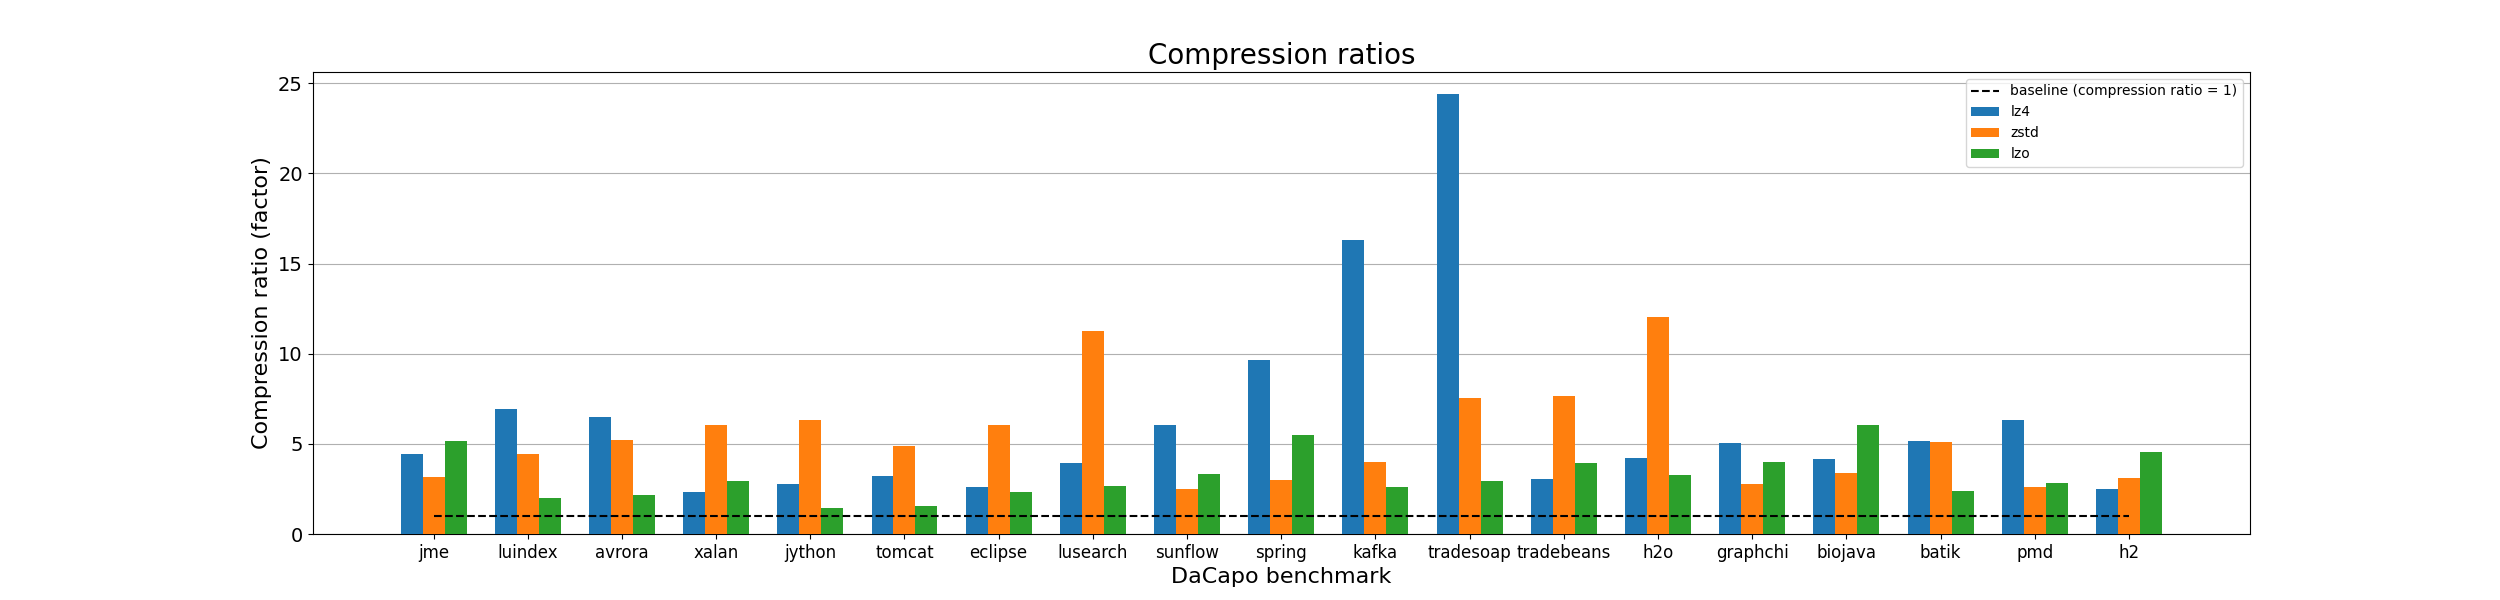 Compression ratios
25
20
15
10
5
0
Compression ratio (factor)
baseline (compression ratio = 1)
lz4
zstd
lzo
jme luindex avrora xalan jython tomcat eclipse lusearch sunflow spring kafka tradesoap tradebeans h2o graphchi biojava batik pmd h2
DaCapo benchmark